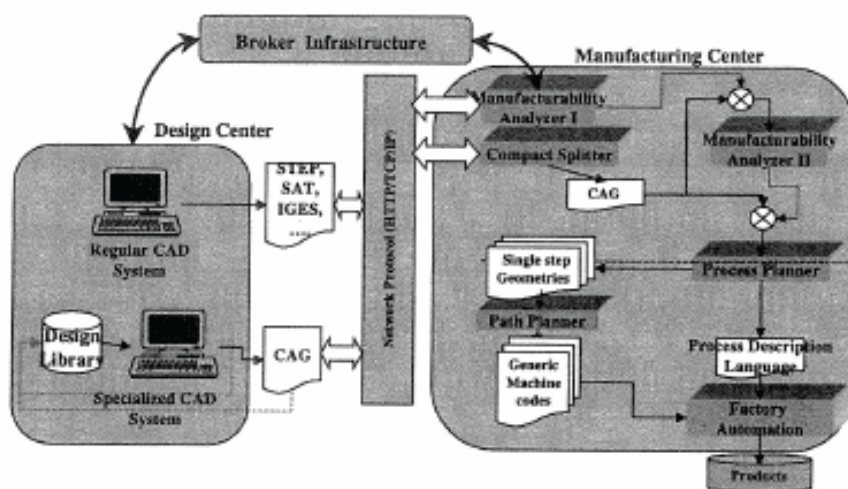 Broker Infrastructure
Manufacturing Center
Design Center
Manufacturability
Analyzer I
Compact Splitter
CAG
Manufacturability
Analyzer II
STEP,
SAT,
IGES,
....
Regular CAD
System
Network Protocol (HTTP/TCP/IP)
Single step
Geometries
Process Planner
Path Planner
Design
Library
CAG
Specialized CAD
System
Generic
Machine
codes
Process Description
Language
Factory
Automation
Products